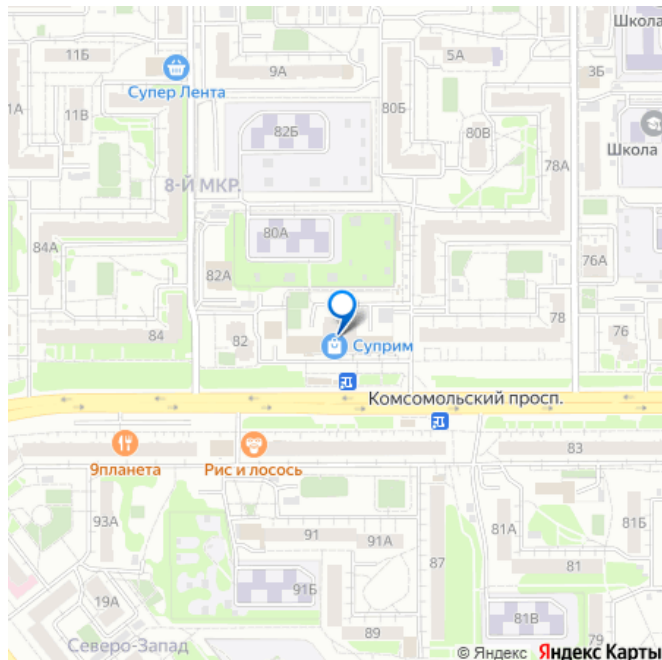 Школа
11Б
5А
9А
3Б
Супер Лента
1А
11В
80Б
82Б
80В
Школа
78А
8-Й МКР.
80А
84А
76А
82А
78
84
82
76
Суприм
Комсомольский просп.
83
9планета
Рис и лосось
93А
81А
81Б
91
91А
87
81
91Б
19А
81В
89
79
Северо-Запад
© Яндекс Яндекс Карты